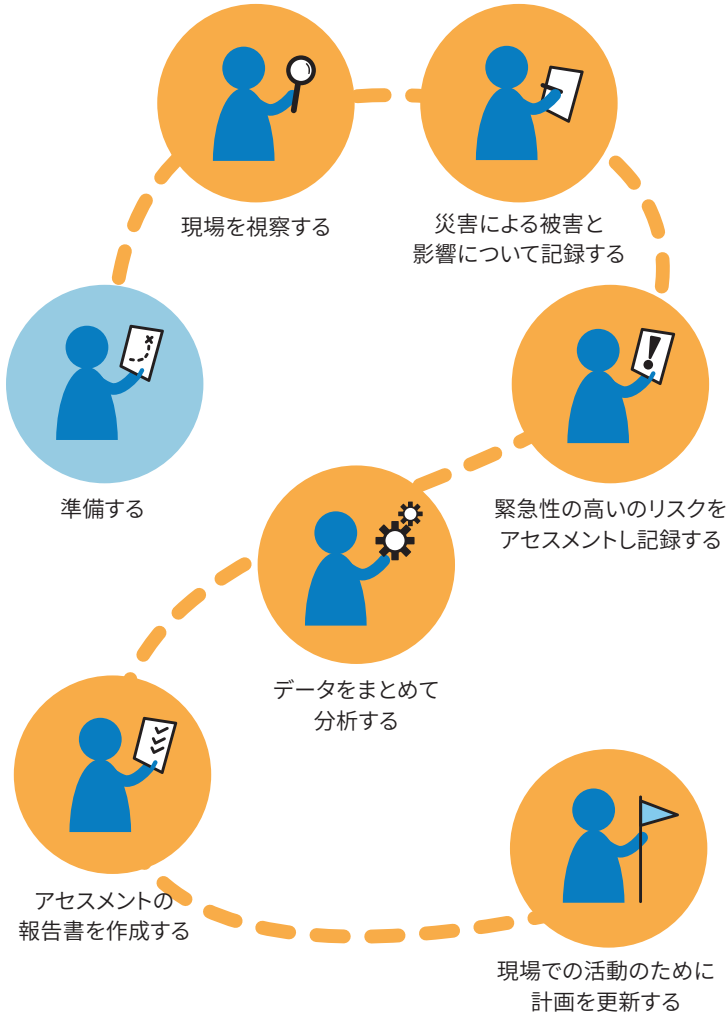 現場を視察する
災害による被害と
影響について記録する
準備する
緊急性の高いのリスクを
アセスメントし記録する
データをまとめて
分析する
アセスメントの
報告書を作成する
現場での活動のために
計画を更新する